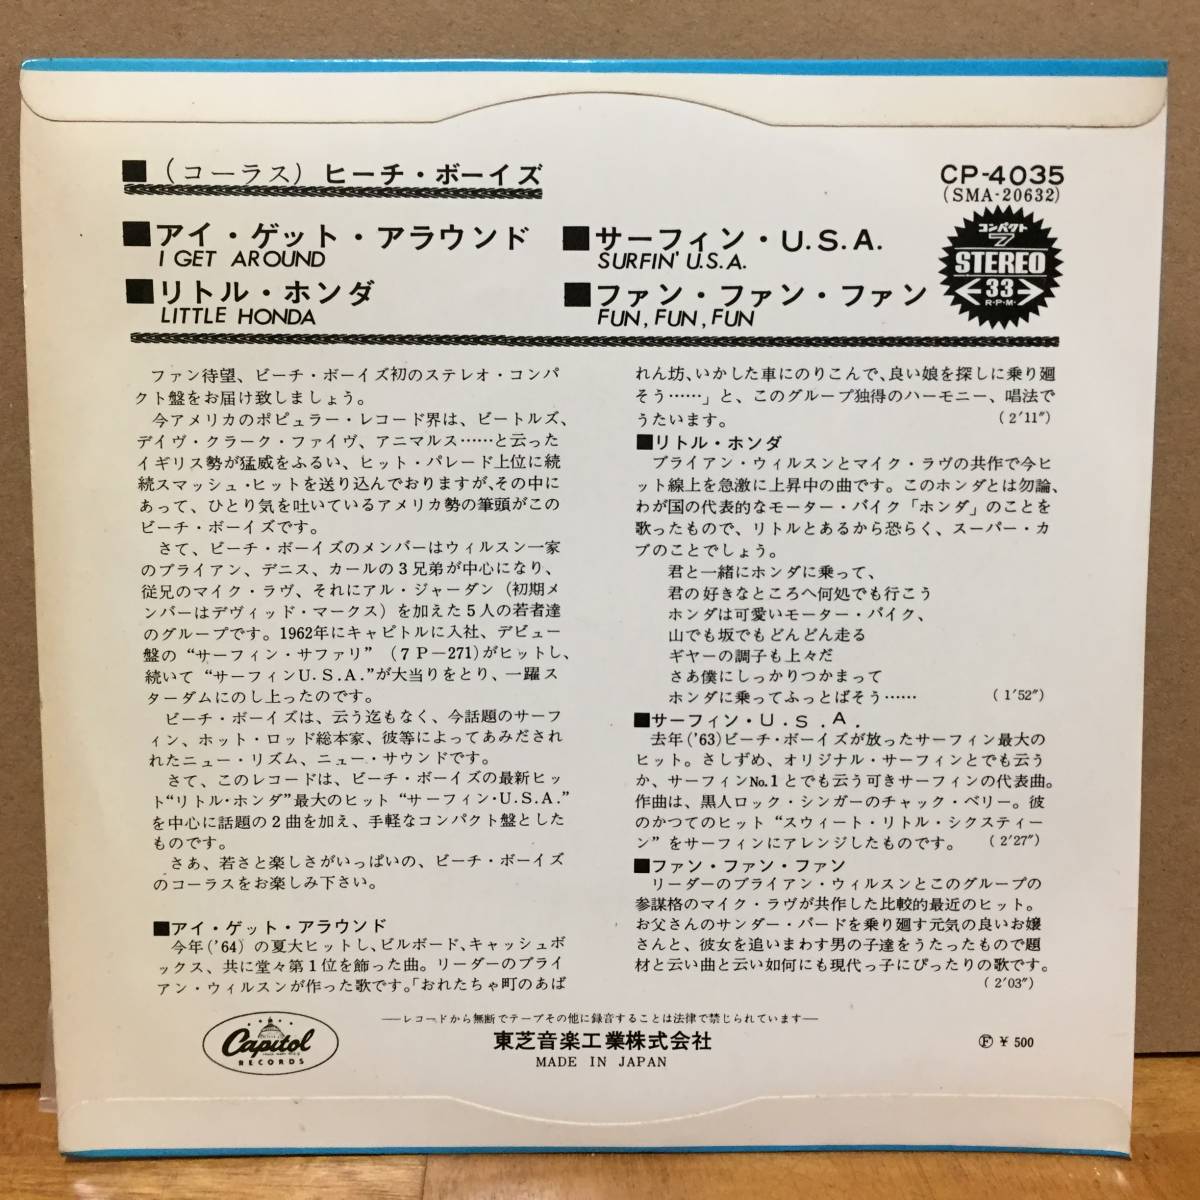 ■(コーラス) ビーチ・ボーイズ
CP-4035
(SMA-20632)
■アイ・ゲット・アラウンド
I GET AROUND
■リトル・ホンダ
LITTLE HONDA
■サーフィン・U.S.A.
SURFIN' U.S.A.
■ファン・ファン・ファン
FUN, FUN, FUN
コンパクト
7
STEREO
33
R・P・M・
ファン待望、ビーチ・ボーイズ初のステレオ・コンパ
クト盤をお届け致しましょう。
今アメリカのポピュラー・レコード界は、ビートルズ、
デイヴ・クラーク・ファイヴ、アニマルス……と云った
イギリス勢が猛威をふるい、ヒット・パレード上位に続
続スマッシュ・ヒットを送り込んでおりますが、その中に
あって、ひとり気を吐いているアメリカ勢の筆頭がこの
ビーチ・ボーイズです。
さて、ビーチ・ボーイズのメンバーはウィルスン一家
のブライアン、デニス、カールの3兄弟が中心になり、
従兄のマイク・ラヴ、それにアル・ジャーダン(初期メ
ンバーはデヴィッド・マークス)を加えた5人の若者達
のグループです。1962年にキャピトルに入社、デビュー
盤の“サーフィン・サファリ”(7P－271)がヒットし、
続いて“サーフィンU.S.A.”が大当りをとり、一躍ス
ターダムにのし上ったのです。
ビーチ・ボーイズは、云う迄もなく、今話題のサーフ
ィン、ホット・ロッド総本家、彼等によってあみだされ
れたニュー・リズム、ニュー・サウンドです。
さて、このレコードは、ビーチ・ボーイズの最新ヒッ
ト“リトル・ホンダ”最大のヒット“サーフィン・U.S.A.”
を中心に話題の2曲を加え、手軽なコンパクト盤とした
ものです。
さあ、若さと楽しさがいっぱいの、ビーチ・ボーイズ
のコーラスをお楽しみ下さい。
■アイ・ゲット・アラウンド
今年('64)の夏大ヒットし、ビルボード、キャッシュボ
ックス、共に堂々第1位を飾った曲。リーダーのブライ
アン・ウィルスンが作った歌です。「おれたちゃ町のあば
れん坊、いかした車にのりこんで、良い娘を探しに乗り廻
そう……」と、このグループ独得のハーモニー、唱法で
うたいます。 (2'11")
■リトル・ホンダ
ブライアン・ウィルスンとマイク・ラヴの共作で今ヒ
ット線上を急激に上昇中の曲です。このホンダとは勿論、
わが国の代表的なモーター・バイク「ホンダ」のことを
歌ったもので、リトルとあるから恐らく、スーパー・カ
ブのことでしょう。
君と一緒にホンダに乗って、
君の好きなところへ何処でも行こう
ホンダは可愛いモーター・バイク、
山でも坂でもどんどん走る
ギヤーの調子も上々だ
さあ僕にしっかりつかまって
ホンダに乗ってふっとばそう…… (1'52")
■サーフィン・U.S.A.
去年('63)ビーチ・ボーイズが放ったサーフィン最大の
ヒット。さしずめ、オリジナル・サーフィンとでも云う
か、サーフィンNo.1とでも云う可きサーフィンの代表曲。
作曲は、黒人ロック・シンガーのチャック・ベリー。彼
のかつてのヒット“スウィート・リトル・シクスティー
ン”をサーフィンにアレンジしたものです。 (2'27")
■ファン・ファン・ファン
リーダーのブライアン・ウィルスンとこのグループの
参謀格のマイク・ラヴが共作した比較的最近のヒット。
お父さんのサンダー・バードを乗り廻す元気の良いお嬢
さんと、彼女を追いまわす男の子達をうたったもので題
材と云い曲と云い如何にも現代っ子にぴったりの歌です。
(2'03")
Capitol
RECORDS
—レコードから無断でテープその他に録音することは法律で禁じられています—
東芝音楽工業株式会社
MADE IN JAPAN
Ⓕ ¥ 500